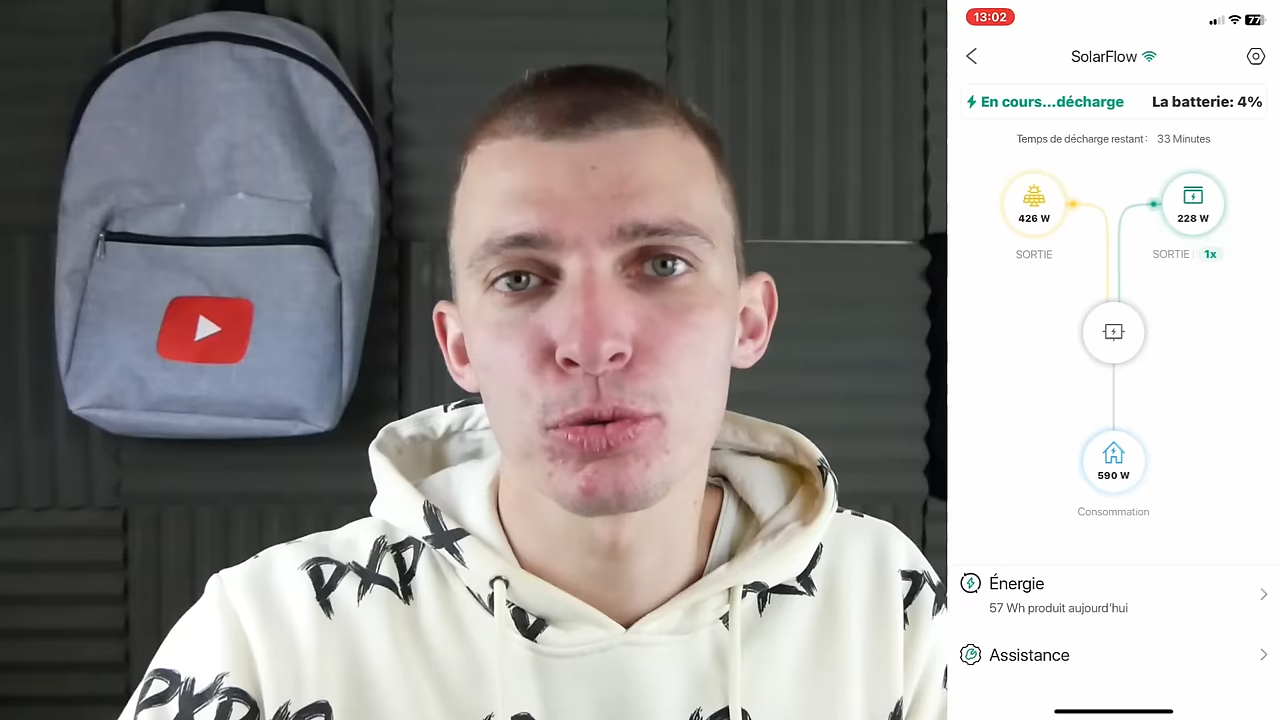 13:02
77
SolarFlow
En cours...décharge
La batterie: 4%
Temps de décharge restant: 33 Minutes
426 W
228 W
SORTIE
SORTIE 1x
590 W
Consommation
Énergie
57 Wh produit aujourd'hui
Assistance
DXDX